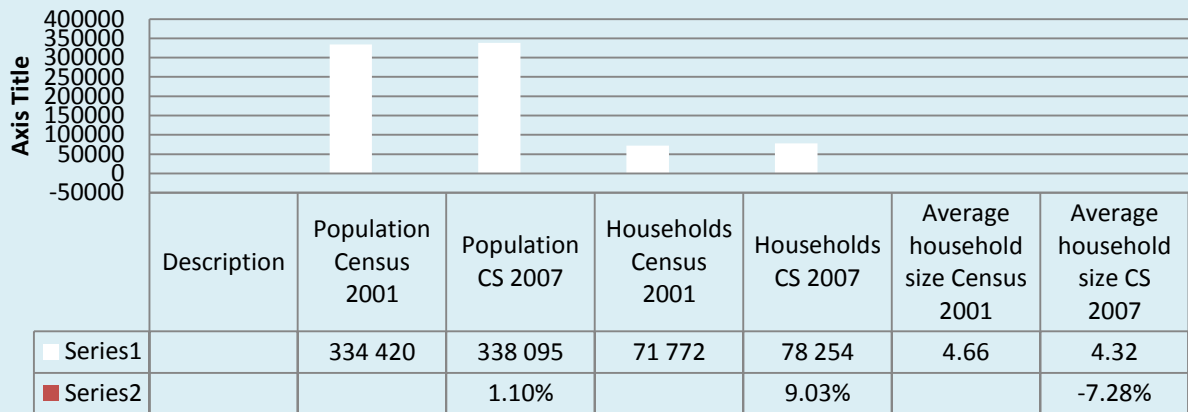 400000
350000
300000
250000
200000
150000
100000
50000
0
-50000
Axis Title
Description
Population
Census
2001
Population
CS 2007
Households
Census
2001
Households
CS 2007
Average
household
size Census
2001
Average
household
size CS
2007
Series1 334 420 338 095 71 772 78 254 4.66 4.32
Series2 1.10% 9.03% -7.28%